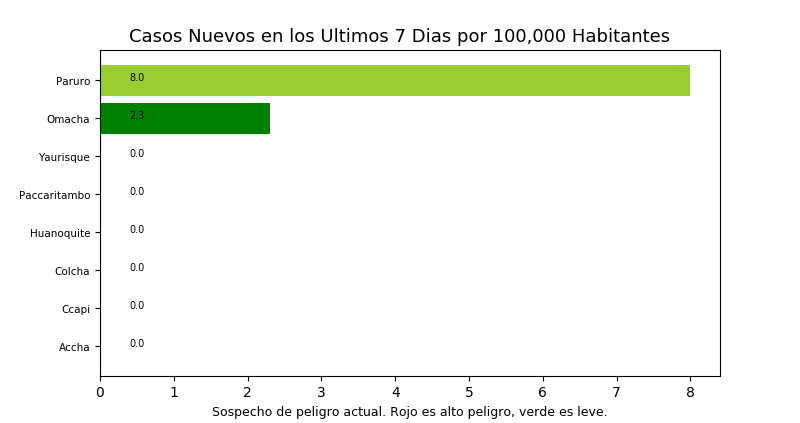 Casos Nuevos en los Ultimos 7 Dias por 100,000 Habitantes
Paruro 8.0
Omacha 2.3
Yaurisque 0.0
Paccaritambo 0.0
Huanoquite 0.0
Colcha 0.0
Ccapi 0.0
Accha 0.0
0 1 2 3 4 5 6 7 8
Sospecho de peligro actual. Rojo es alto peligro, verde es leve.